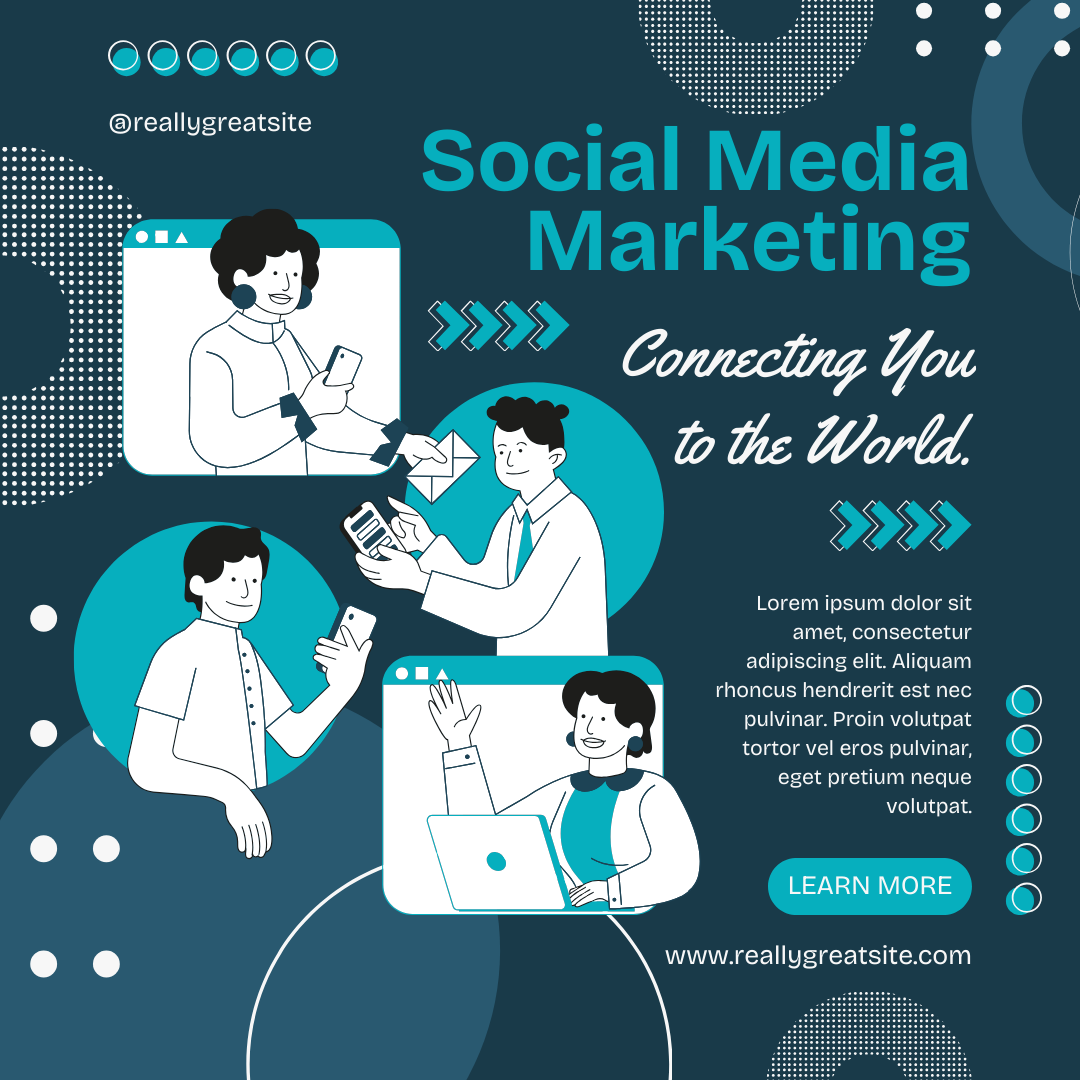 @reallygreatsite
Social Media
Marketing
Connecting You
to the World.
Lorem ipsum dolor sit
amet, consectetur
adipiscing elit. Aliquam
rhoncus hendrerit est nec
pulvinar. Proin volutpat
tortor vel eros pulvinar,
eget pretium neque
volutpat.
LEARN MORE
www.reallygreatsite.com